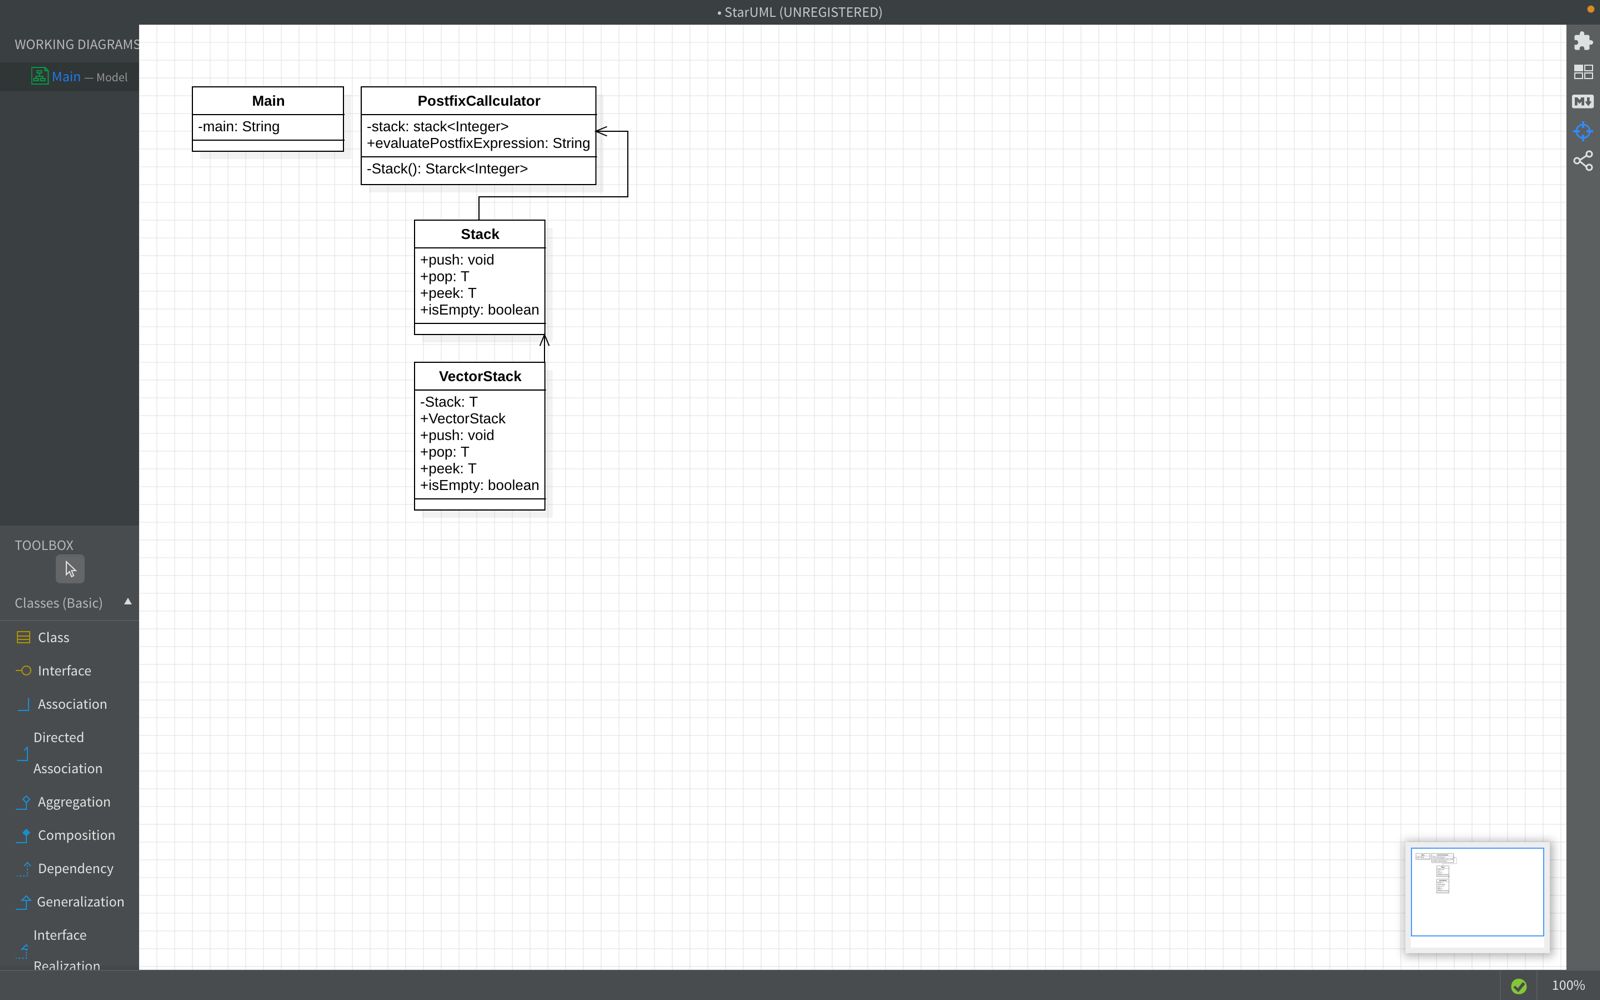 • StarUML (UNREGISTERED)
WORKING DIAGRAMS
Main — Model
Main
-main: String
PostfixCallculator
-stack: stack<Integer>
+evaluatePostfixExpression: String
-Stack(): Starck<Integer>
Stack
+push: void
+pop: T
+peek: T
+isEmpty: boolean
VectorStack
-Stack: T
+VectorStack
+push: void
+pop: T
+peek: T
+isEmpty: boolean
TOOLBOX
Classes (Basic)
Class
Interface
Association
Directed
Association
Aggregation
Composition
Dependency
Generalization
Interface
Realization
M
100%